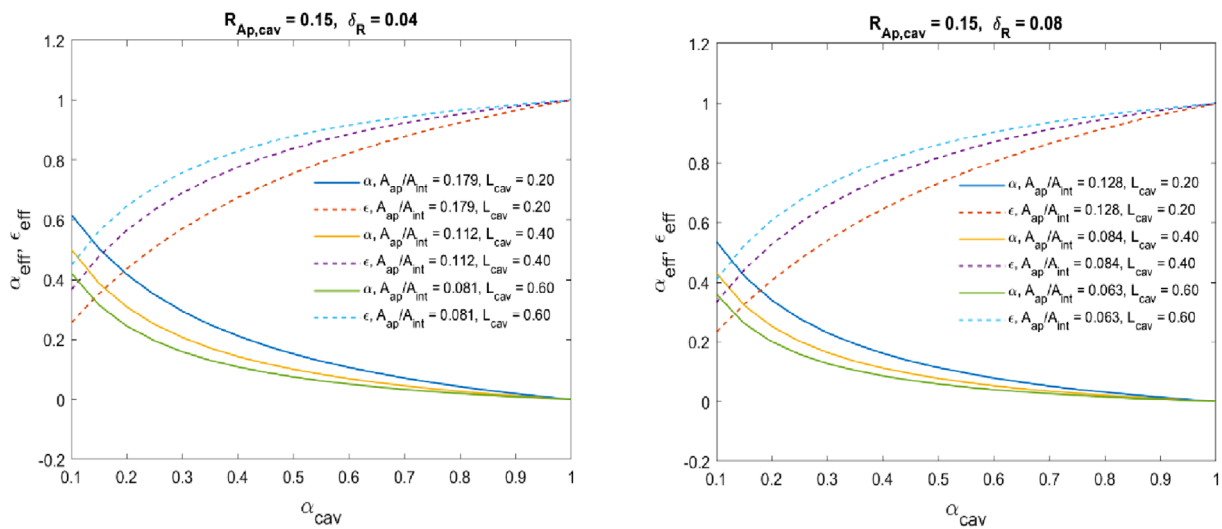 R_Ap,cav = 0.15, δ_R = 0.04
1.2
1
0.8
0.6
0.4
0.2
0
-0.2
α_eff, ϵ_eff
α, A_ap/A_int = 0.179, L_cav = 0.20
ϵ, A_ap/A_int = 0.179, L_cav = 0.20
α, A_ap/A_int = 0.112, L_cav = 0.40
ϵ, A_ap/A_int = 0.112, L_cav = 0.40
α, A_ap/A_int = 0.081, L_cav = 0.60
ϵ, A_ap/A_int = 0.081, L_cav = 0.60
0.1 0.2 0.3 0.4 0.5 0.6 0.7 0.8 0.9 1
α_cav
R_Ap,cav = 0.15, δ_R = 0.08
1.2
1
0.8
0.6
0.4
0.2
0
-0.2
α_eff, ϵ_eff
α, A_ap/A_int = 0.128, L_cav = 0.20
ϵ, A_ap/A_int = 0.128, L_cav = 0.20
α, A_ap/A_int = 0.084, L_cav = 0.40
ϵ, A_ap/A_int = 0.084, L_cav = 0.40
α, A_ap/A_int = 0.063, L_cav = 0.60
ϵ, A_ap/A_int = 0.063, L_cav = 0.60
0.1 0.2 0.3 0.4 0.5 0.6 0.7 0.8 0.9 1
α_cav